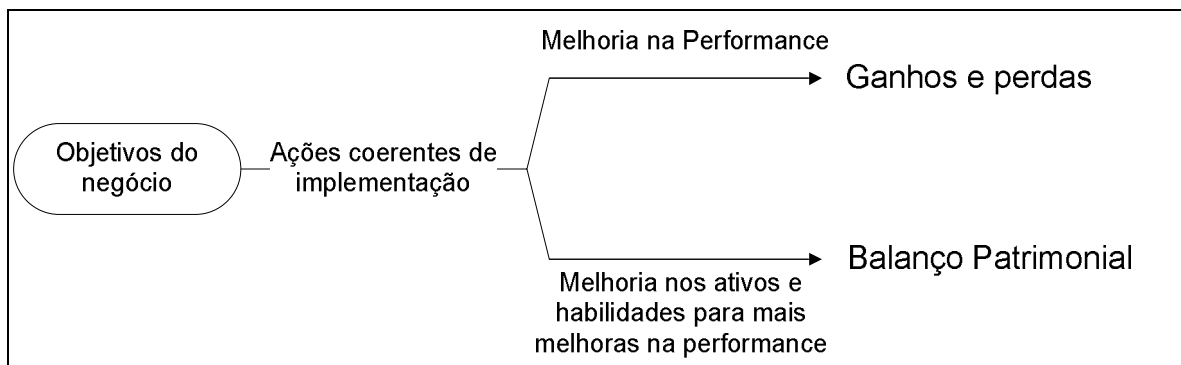 Melhoria na Performance
Ganhos e perdas
Objetivos do
negócio
Ações coerentes de
implementação
Balanço Patrimonial
Melhoria nos ativos e
habilidades para mais
melhoras na performance